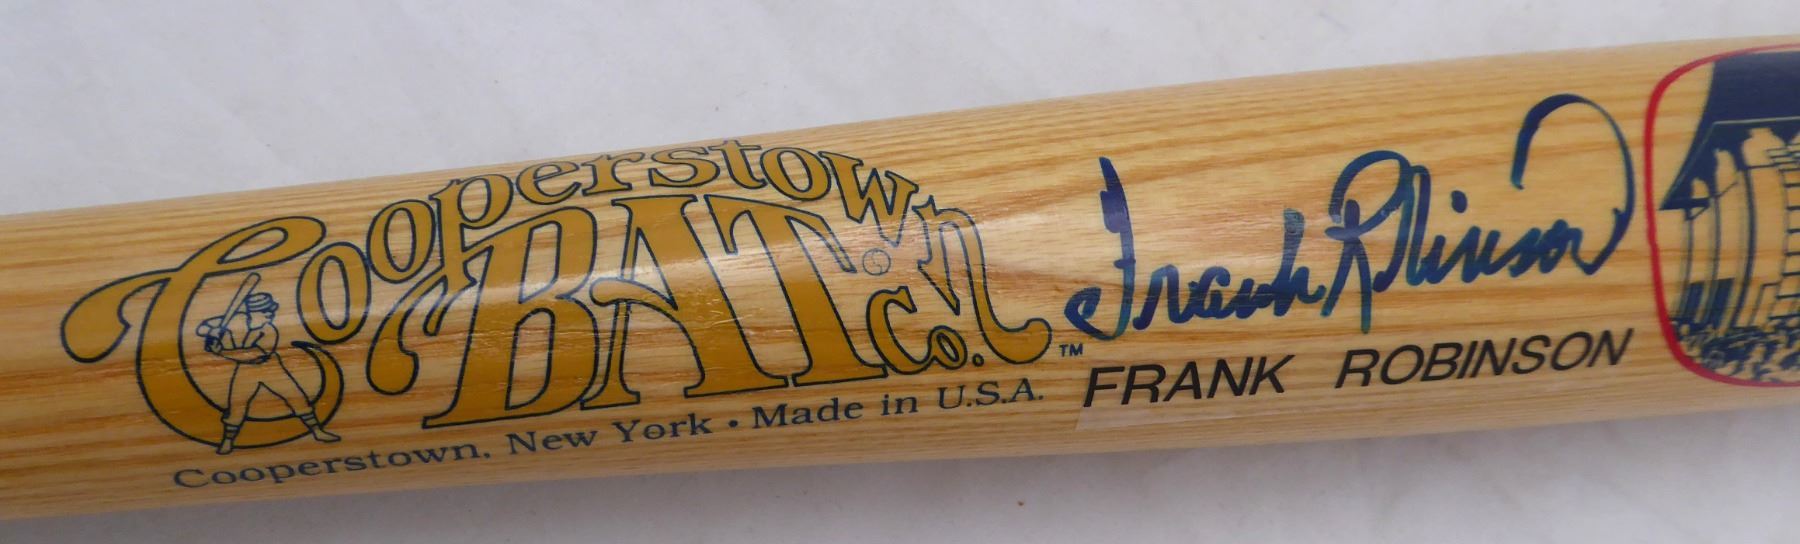 Cooperstown
BAT Co.
TM
Cooperstown, New York • Made in U.S.A.
Frank Robinson
FRANK ROBINSON